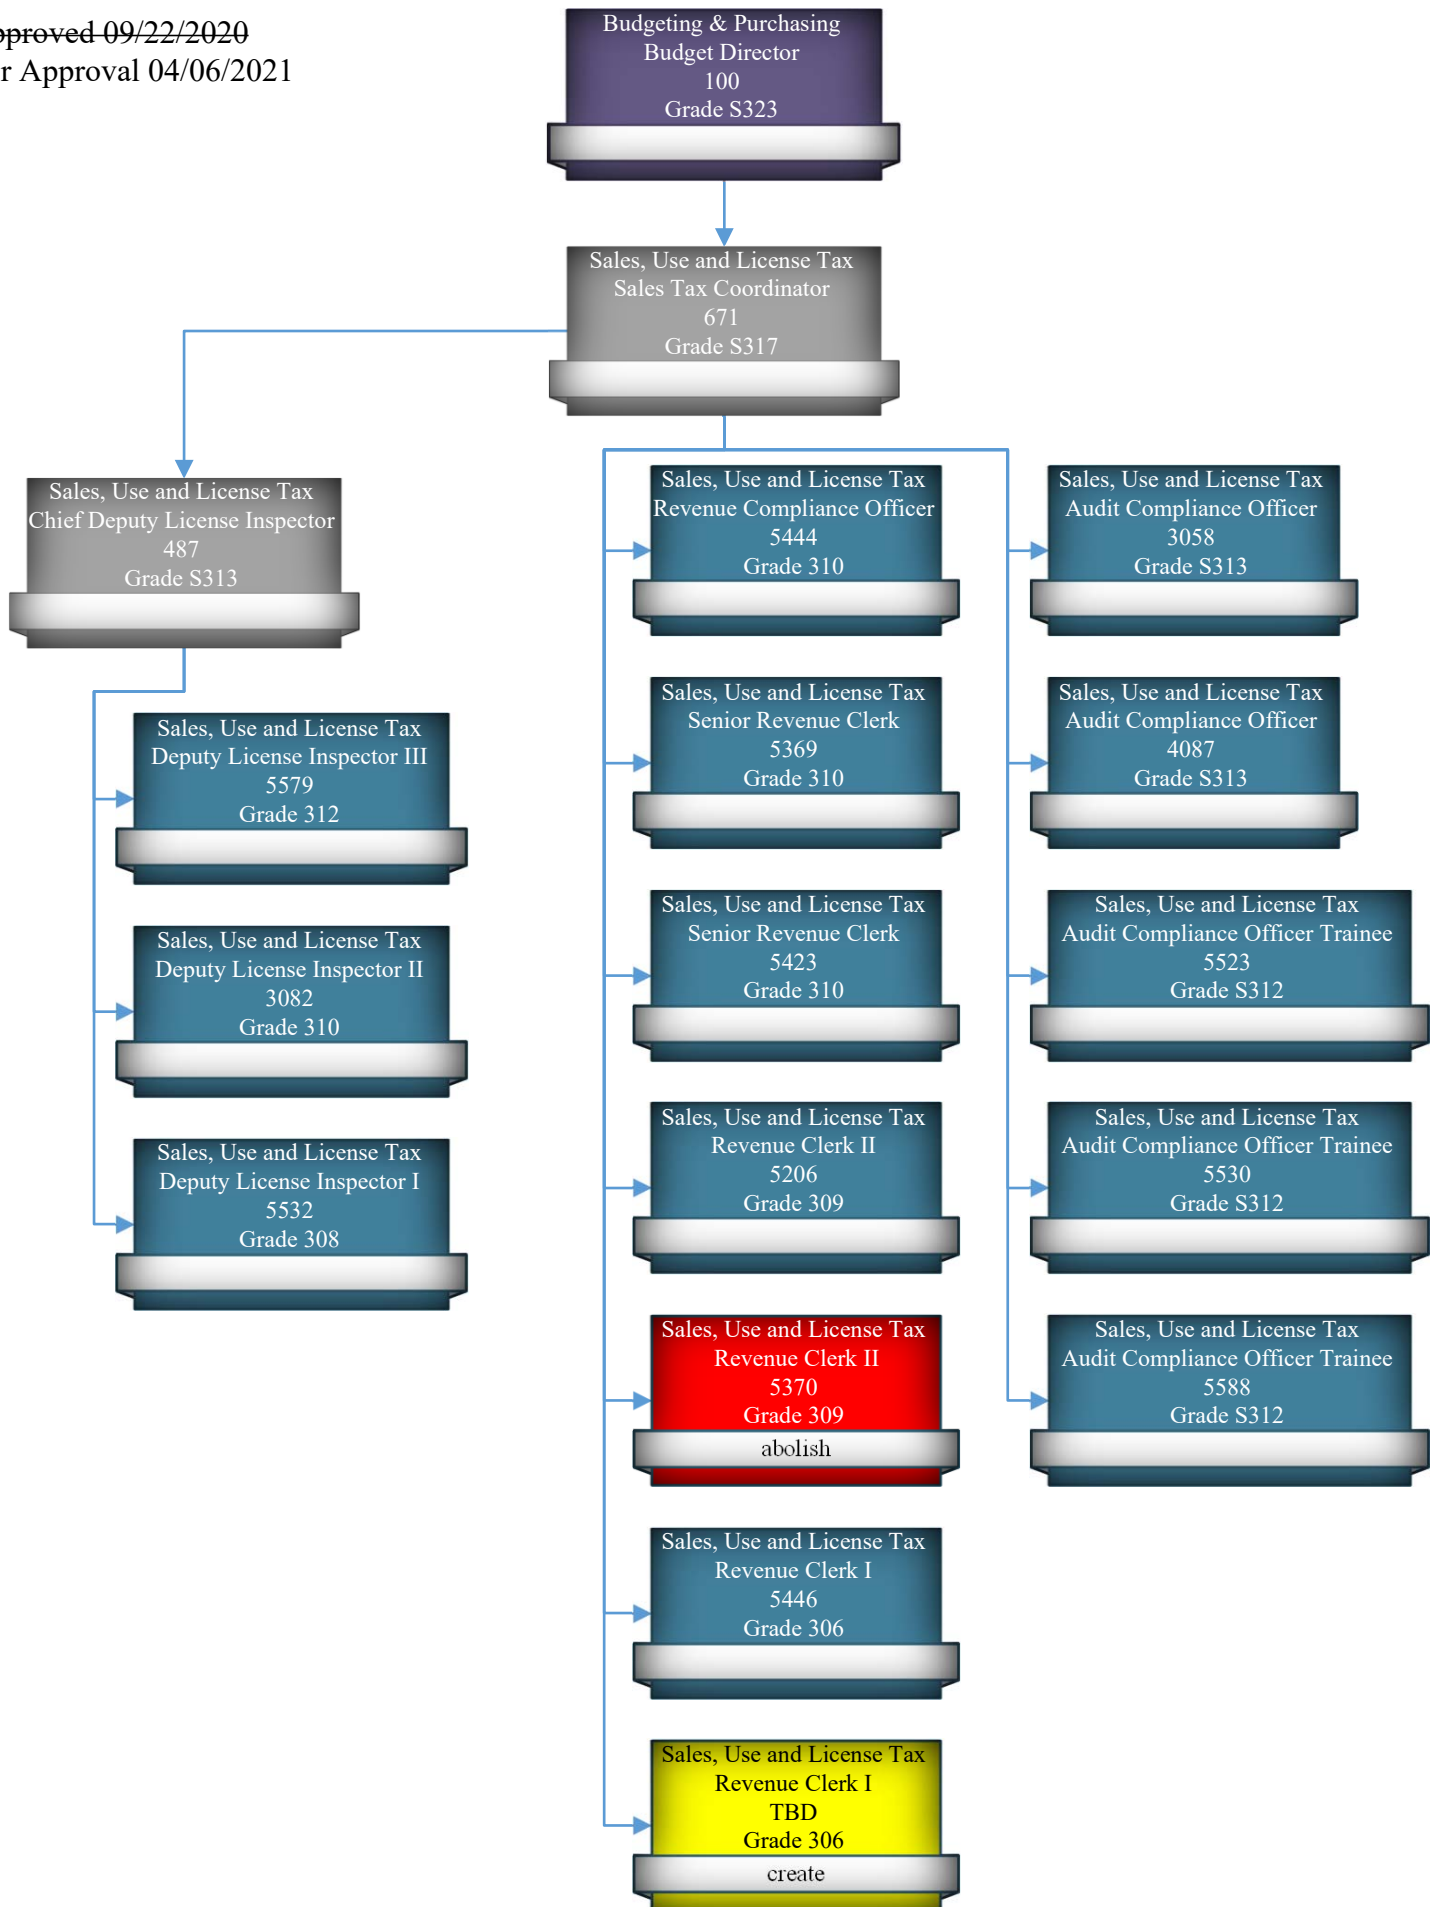 pproved 09/22/2020
r Approval 04/06/2021
Budgeting & Purchasing
Budget Director
100
Grade S323
Sales, Use and License Tax
Sales Tax Coordinator
671
Grade S317
Sales, Use and License Tax
Chief Deputy License Inspector
487
Grade S313
Sales, Use and License Tax
Deputy License Inspector III
5579
Grade 312
Sales, Use and License Tax
Deputy License Inspector II
3082
Grade 310
Sales, Use and License Tax
Deputy License Inspector I
5532
Grade 308
Sales, Use and License Tax
Revenue Compliance Officer
5444
Grade 310
Sales, Use and License Tax
Senior Revenue Clerk
5369
Grade 310
Sales, Use and License Tax
Senior Revenue Clerk
5423
Grade 310
Sales, Use and License Tax
Revenue Clerk II
5206
Grade 309
Sales, Use and License Tax
Revenue Clerk II
5370
Grade 309
abolish
Sales, Use and License Tax
Revenue Clerk I
5446
Grade 306
Sales, Use and License Tax
Revenue Clerk I
TBD
Grade 306
create
Sales, Use and License Tax
Audit Compliance Officer
3058
Grade S313
Sales, Use and License Tax
Audit Compliance Officer
4087
Grade S313
Sales, Use and License Tax
Audit Compliance Officer Trainee
5523
Grade S312
Sales, Use and License Tax
Audit Compliance Officer Trainee
5530
Grade S312
Sales, Use and License Tax
Audit Compliance Officer Trainee
5588
Grade S312